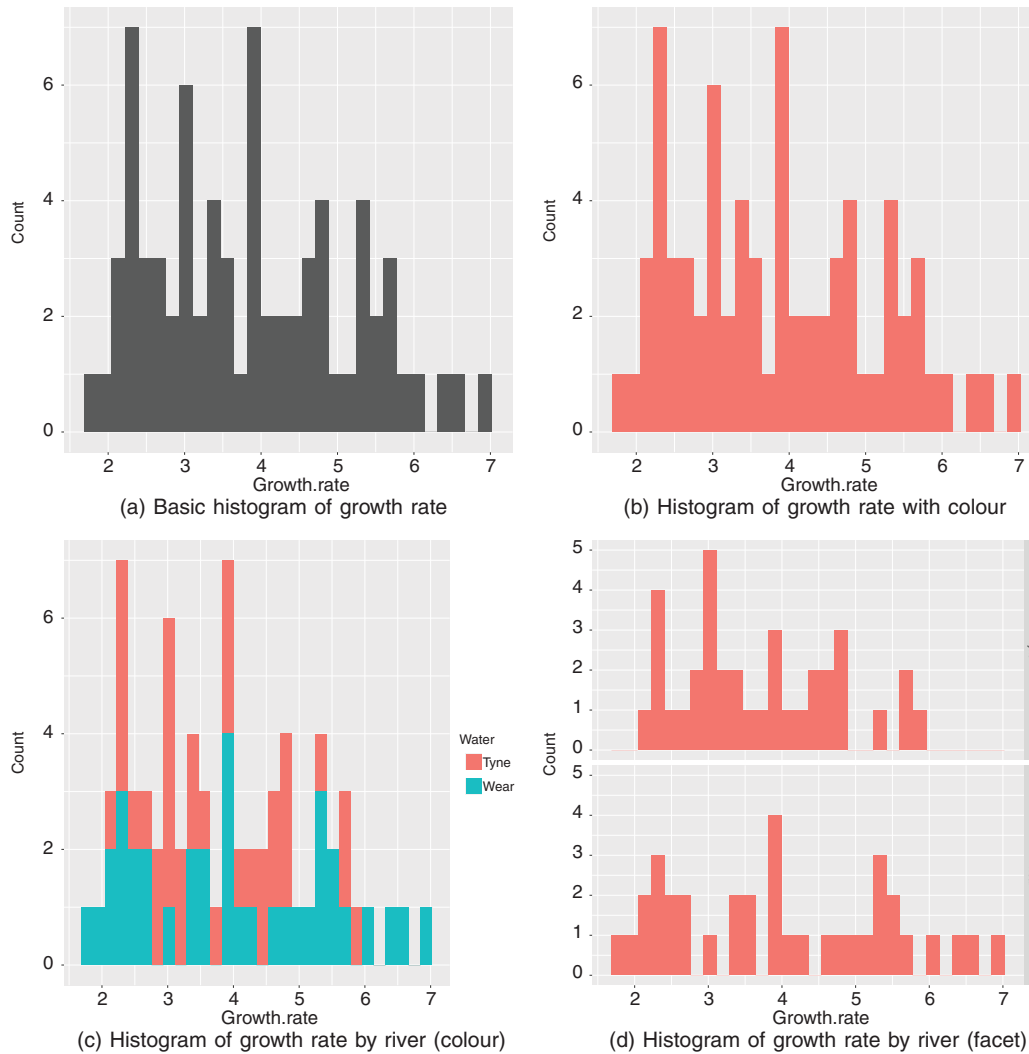 6
4
2
0
Count
2 3 4 5 6 7
Growth.rate
(a) Basic histogram of growth rate
6
4
2
0
Count
2 3 4 5 6 7
Growth.rate
(b) Histogram of growth rate with colour
6
4
2
0
Count
2 3 4 5 6 7
Growth.rate
Water
Tyne
Wear
(c) Histogram of growth rate by river (colour)
5
4
3
2
1
0
5
4
3
2
1
0
Count
2 3 4 5 6 7
Growth.rate
(d) Histogram of growth rate by river (facet)